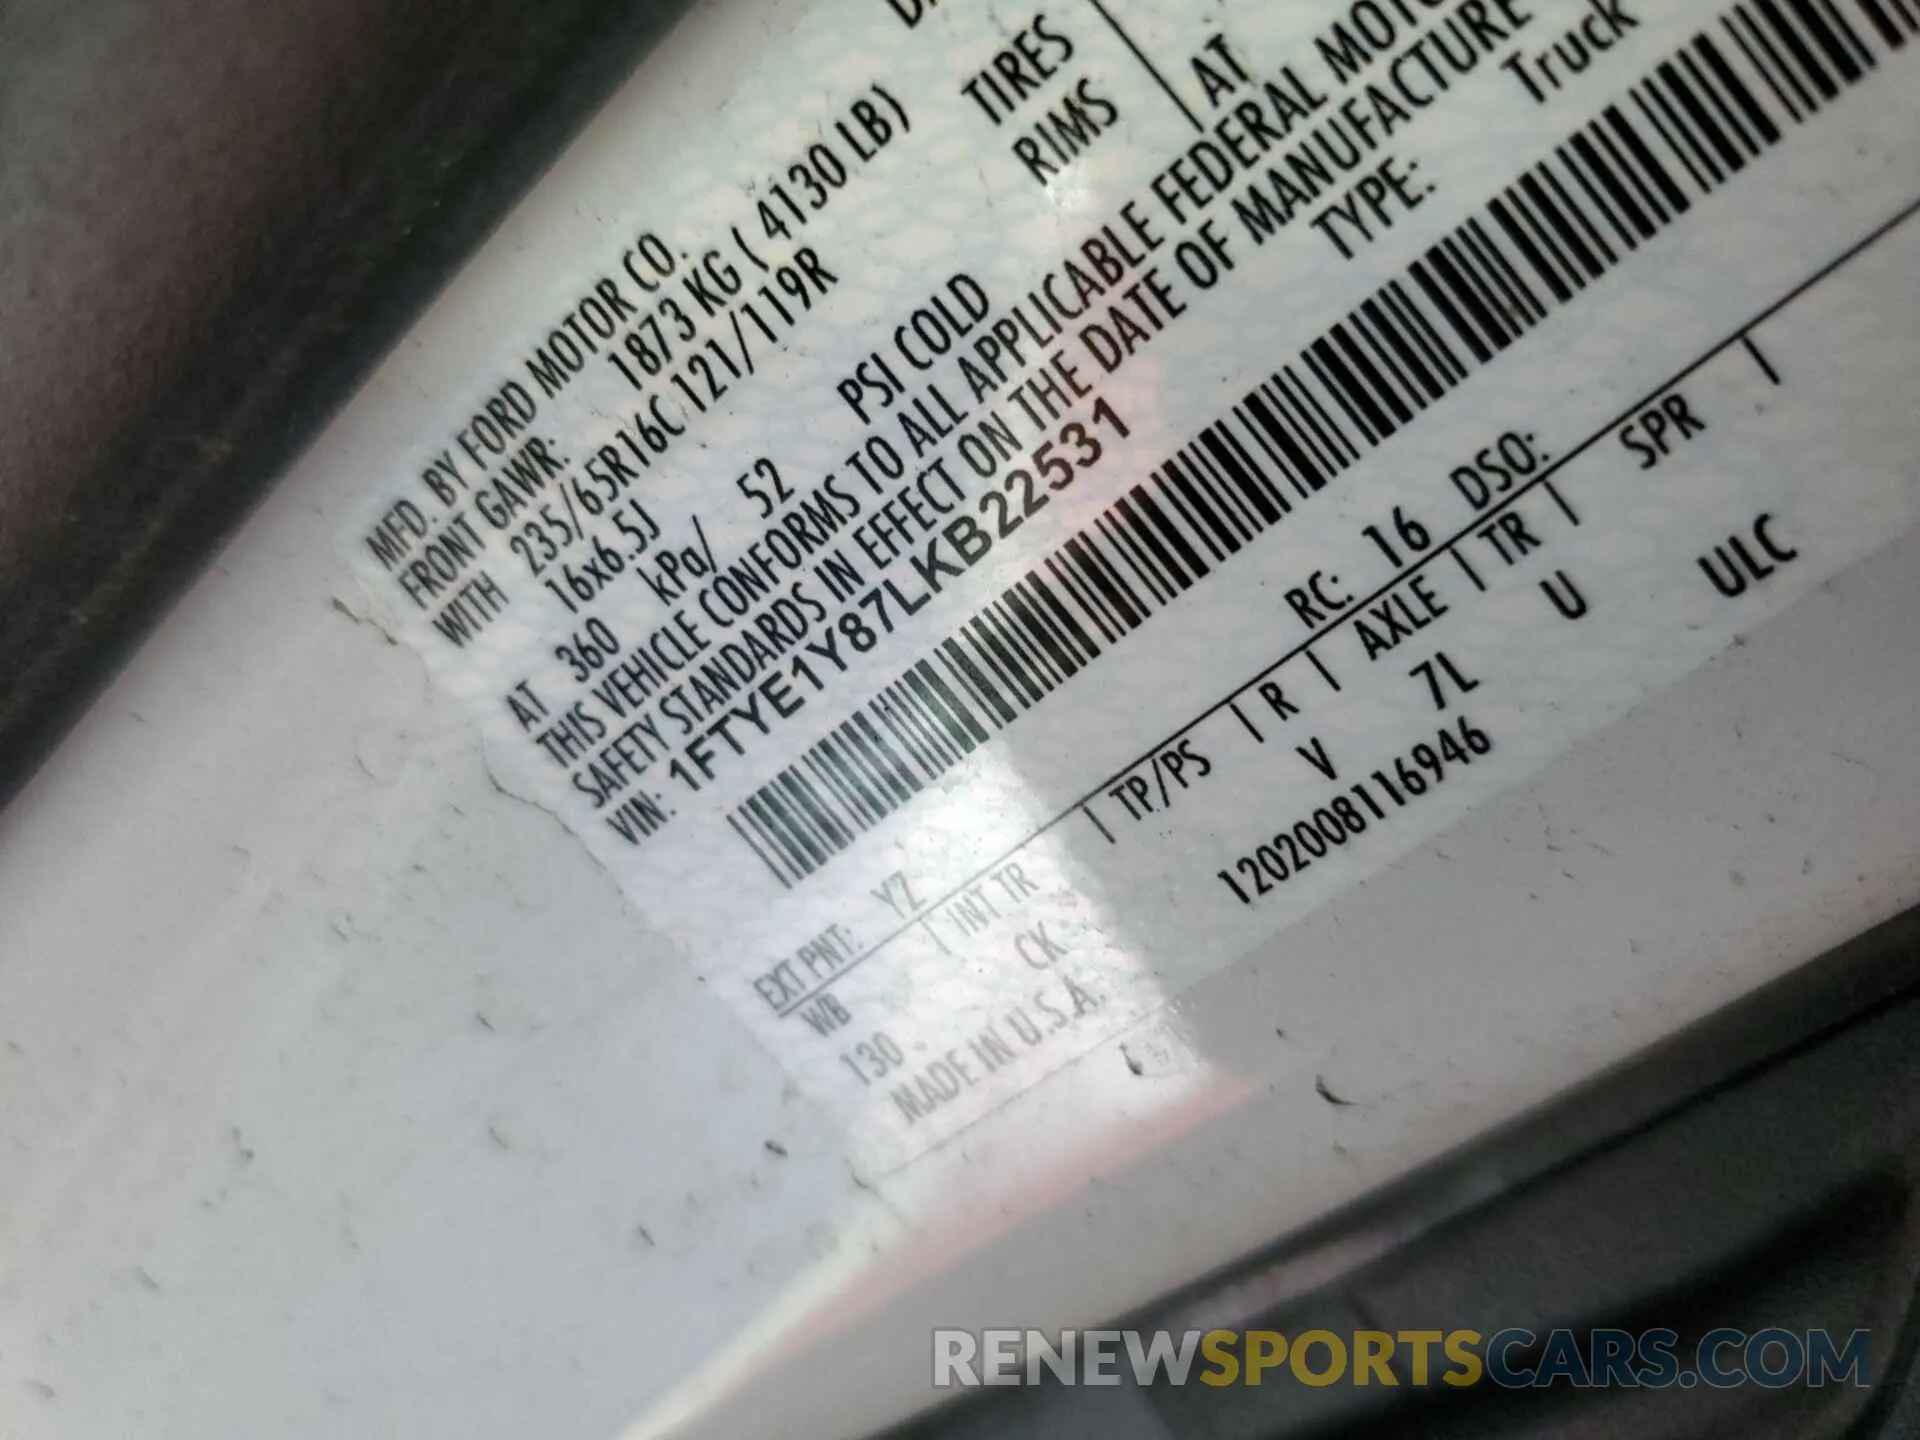 MFD. BY FORD MOTOR CO.
FRONT GAWR: 1873 KG ( 4130 LB)
WITH 235/65R16C 121/119R TIRES
16x6.5J RIMS
AT 360 kPa/ 52 PSI COLD AT
THIS VEHICLE CONFORMS TO ALL APPLICABLE FEDERAL
SAFETY STANDARDS IN EFFECT ON THE DATE OF MANUFACTURE
VIN: 1FTYE1Y87LKB22531 TYPE: Truck
EXT PNT: YZ RC: 16 DSO:
WB | INT TR | TP/PS | R | AXLE | TR | SPR |
130 CK V 7L U ULC
MADE IN U.S.A. 1202008116946
RENEWSPORTSCARS.COM